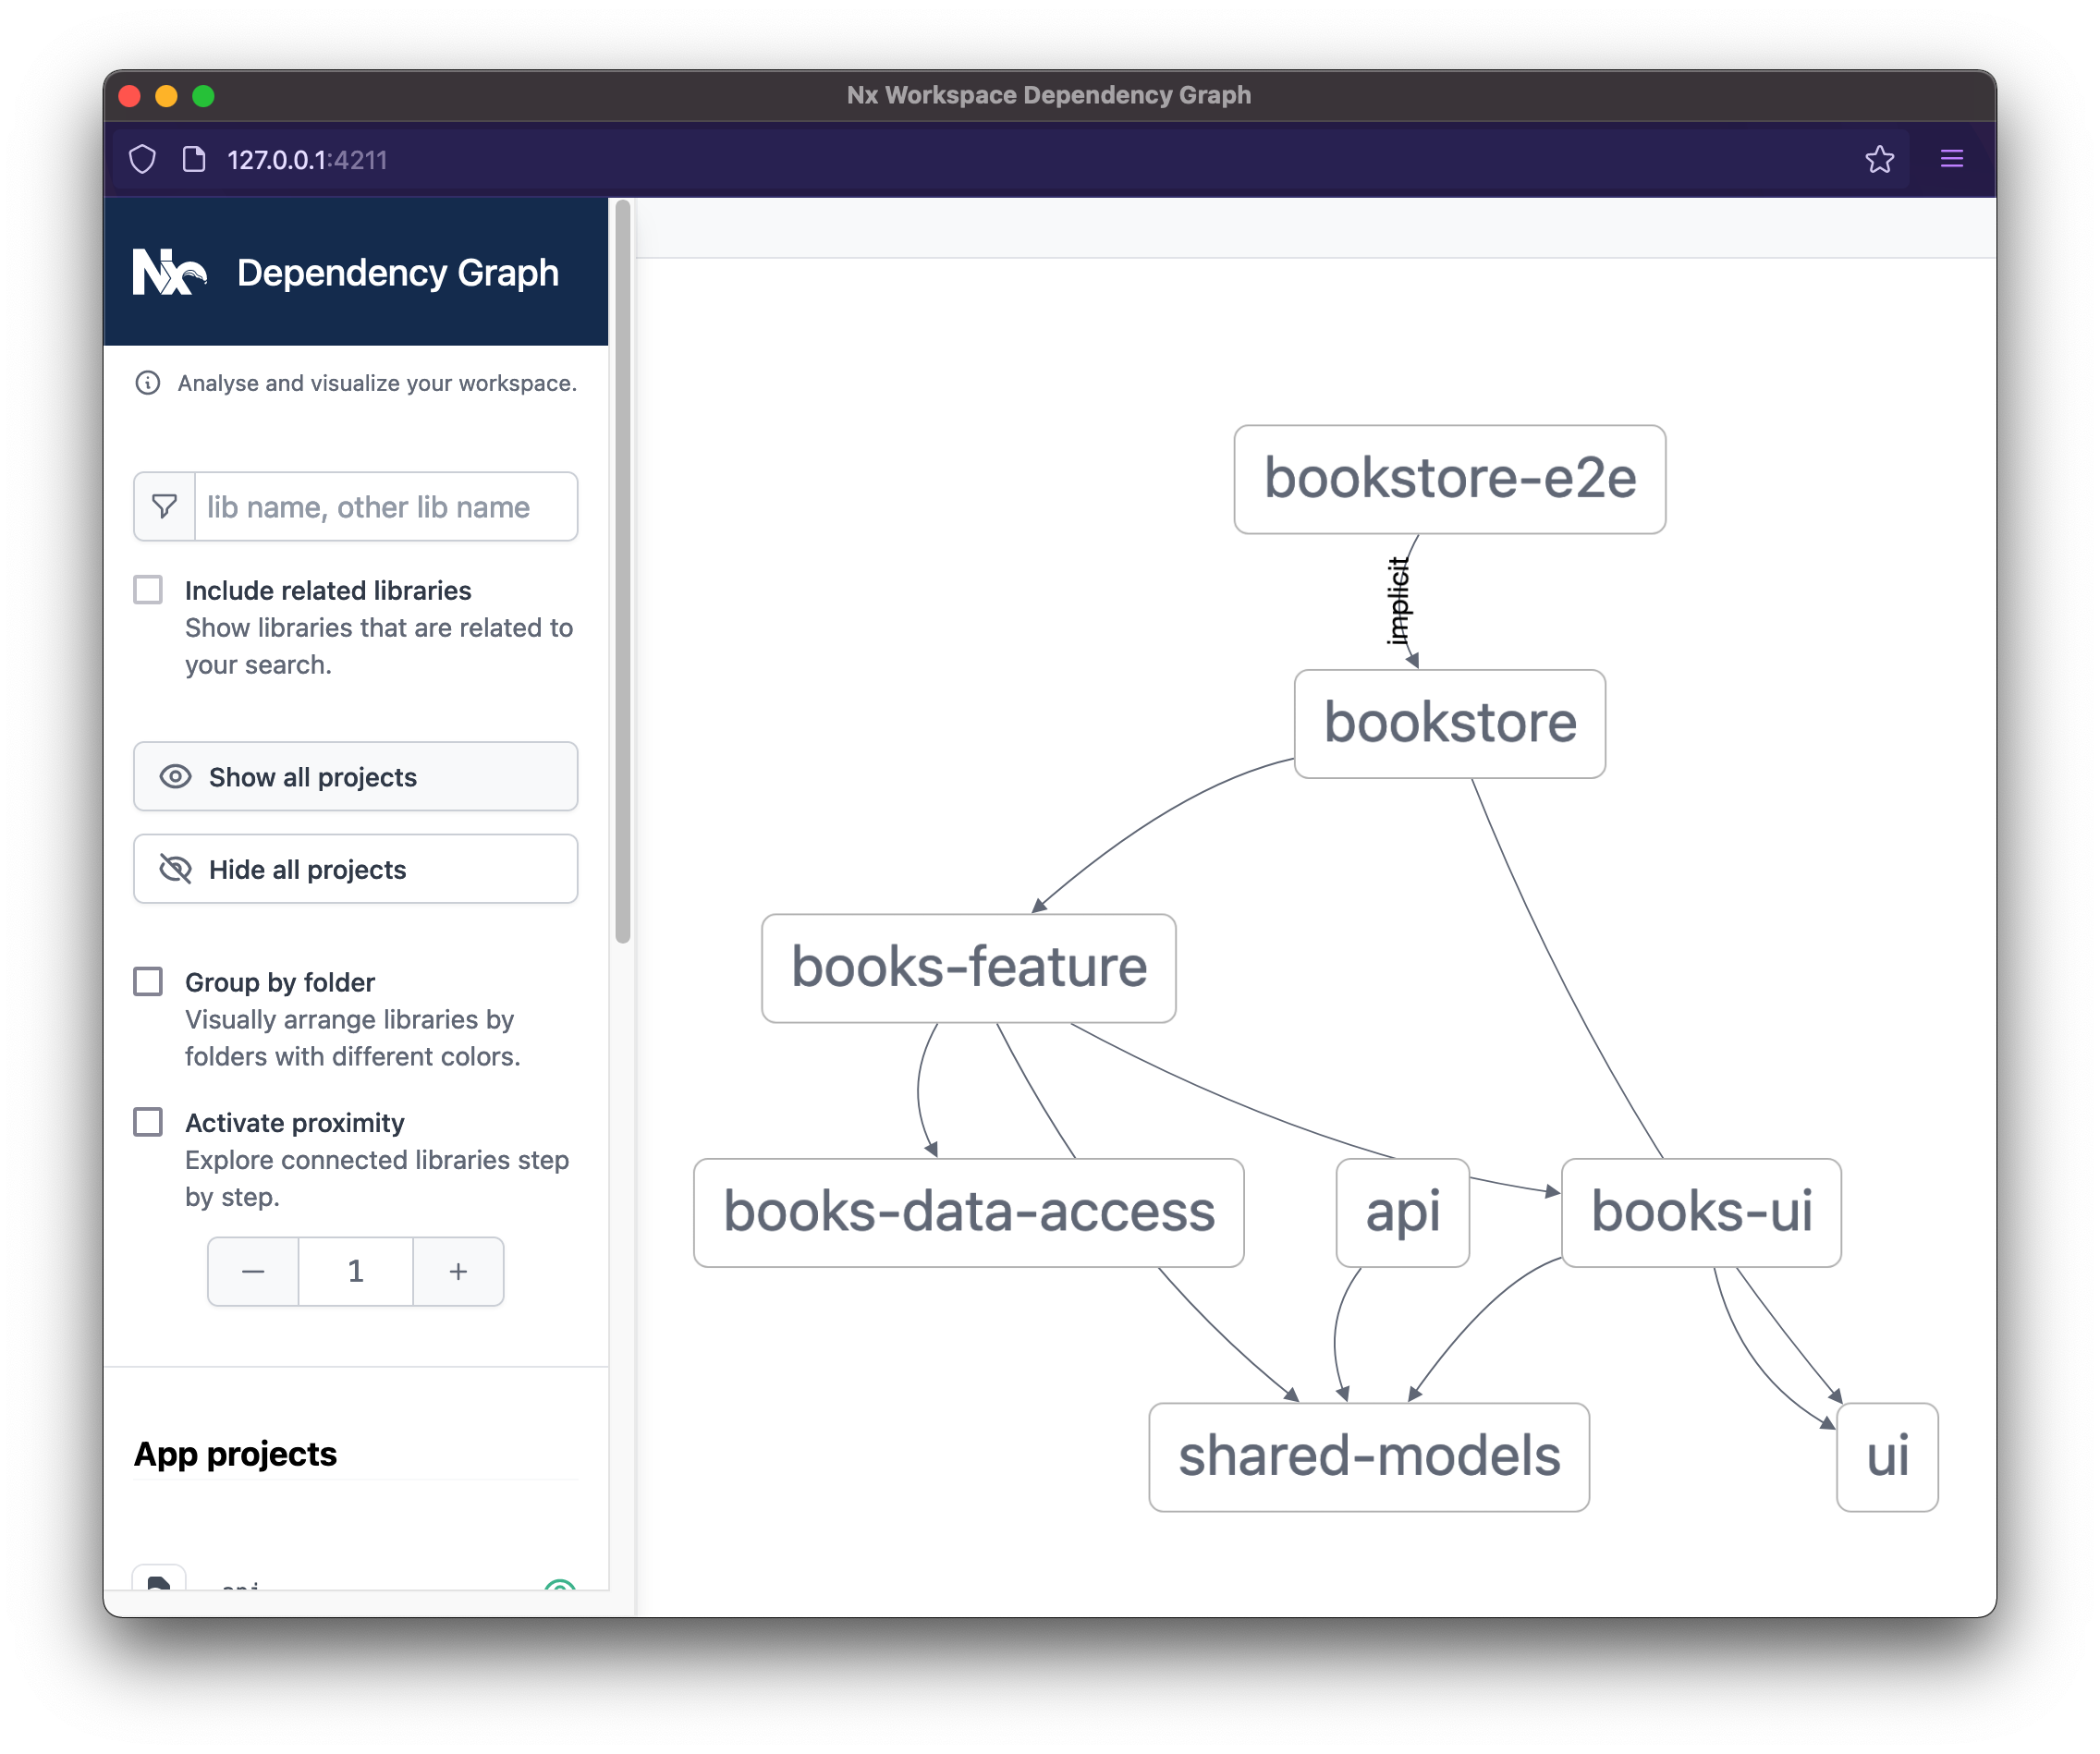 Nx Workspace Dependency Graph
127.0.0.1:4211
Nx Dependency Graph
Analyse and visualize your workspace.
lib name, other lib name
Include related libraries
Show libraries that are related to
your search.
Show all projects
Hide all projects
Group by folder
Visually arrange libraries by
folders with different colors.
Activate proximity
Explore connected libraries step
by step.
1
App projects
bookstore-e2e
implicit
bookstore
books-feature
books-data-access
api
books-ui
shared-models
ui